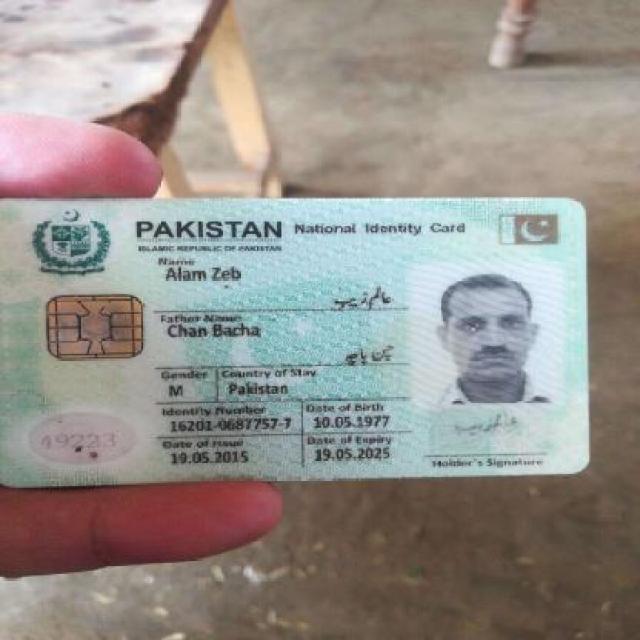 PAKISTAN National Identity Card
ISLAMIC REPUBLIC OF PAKISTAN
Name
Alam Zeb
عالم زیب
Father Name
Chan Bacha
چن باچہ
Gender Country of Stay
M Pakistan
Identity Number Date of Birth
16201-0687757-7 10.05.1977
Date of Issue Date of Expiry
19.05.2015 19.05.2025
49223
عالم زیب
Holder's Signature